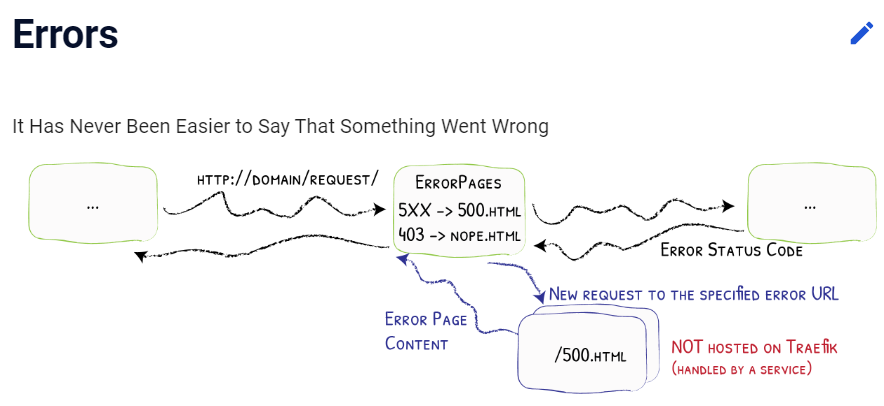 Errors
It Has Never Been Easier to Say That Something Went Wrong
...
HTTP://DOMAIN/REQUEST/
ERRORPAGES
5XX -> 500.HTML
403 -> NOPE.HTML
...
ERROR STATUS CODE
NEW REQUEST TO THE SPECIFIED ERROR URL
ERROR PAGE
CONTENT
/500.HTML
NOT HOSTED ON TRAEFIK
(HANDLED BY A SERVICE)